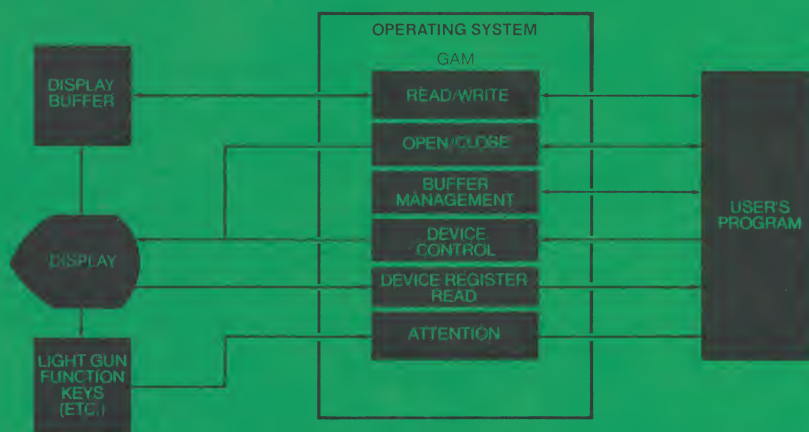 OPERATING SYSTEM
GAM
DISPLAY
BUFFER
READ/WRITE
OPEN/CLOSE
BUFFER
MANAGEMENT
USER'S
PROGRAM
DISPLAY
DEVICE
CONTROL
DEVICE REGISTER
READ
ATTENTION
LIGHT GUN
FUNCTION
KEYS
(ETC.)